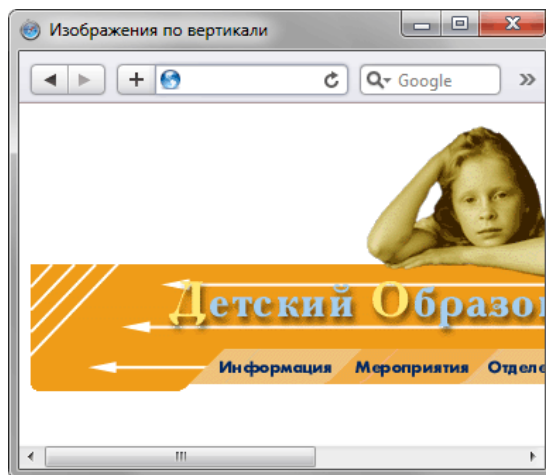 Изображения по вертикали
Google
Детский Образо
Информация Мероприятия Отделе